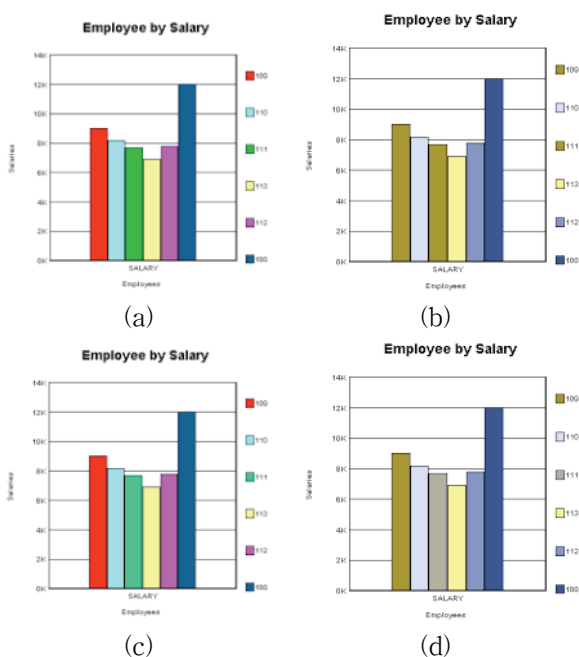 Employee by Salary
14K
12K
10K
8K
6K
4K
2K
0K
Salaries
SALARY
Employees
109
110
111
113
112
108
(a)
Employee by Salary
14K
12K
10K
8K
6K
4K
2K
0K
Salaries
SALARY
Employees
109
110
111
113
112
108
(b)
Employee by Salary
14K
12K
10K
8K
6K
4K
2K
0K
Salaries
SALARY
Employees
109
110
111
113
112
108
(c)
Employee by Salary
14K
12K
10K
8K
6K
4K
2K
0K
Salaries
SALARY
Employees
109
110
111
113
112
108
(d)